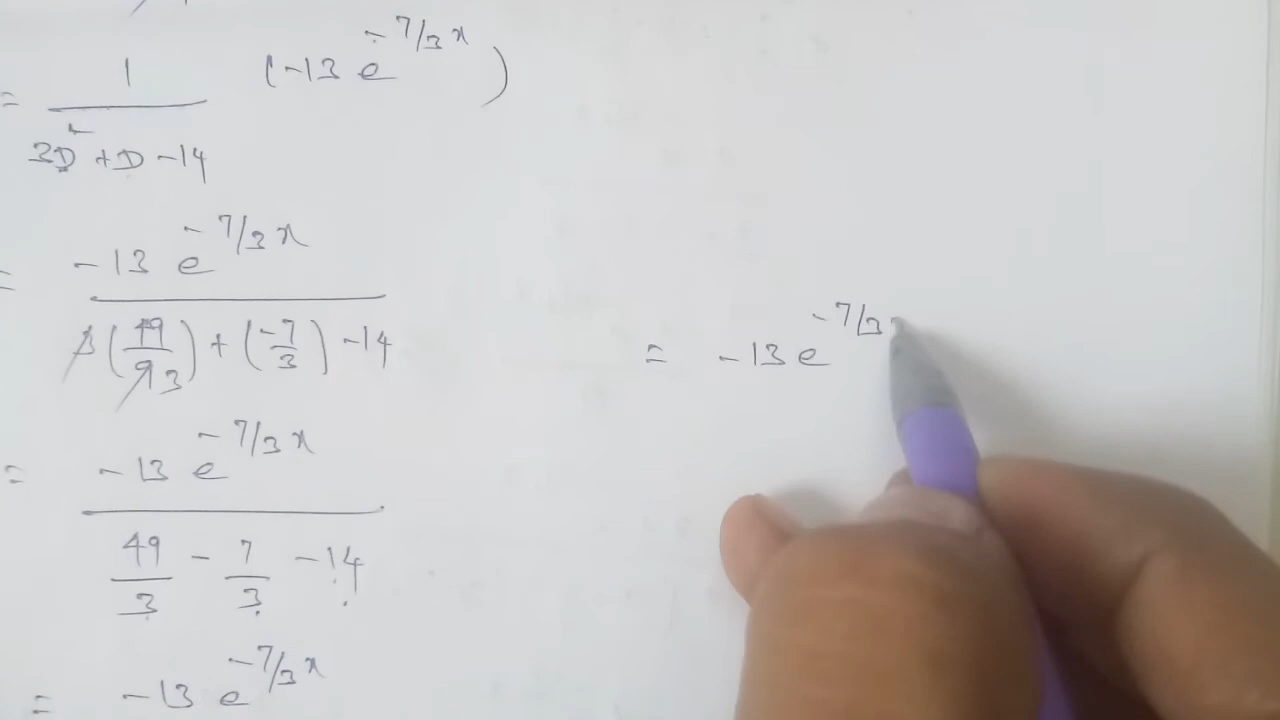 = 1/(3D² + D - 14) (-13 e^(-7/3 x))
= -13 e^(-7/3 x) / (3(49/9 3) + (-7/3) - 14)
= -13 e^(-7/3 x) / (49/3 - 7/3 - 14)
= -13 e^(-7/3 x)
= -13 e^(-7/3